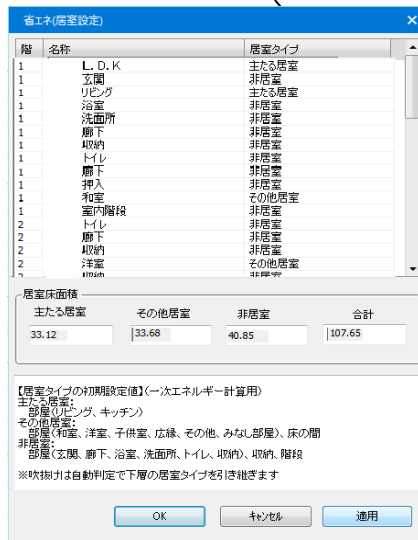 省エネ(居室設定)
階 名称 居室タイプ
1 L.D.K 主たる居室
1 玄関 非居室
1 リビング 主たる居室
1 浴室 非居室
1 洗面所 非居室
1 廊下 非居室
1 収納 非居室
1 トイレ 非居室
1 廊下 非居室
1 押入 非居室
1 和室 その他居室
1 室内階段 非居室
2 トイレ 非居室
2 廊下 非居室
2 収納 非居室
2 洋室 その他居室
2 収納 非居室
居室床面積
主たる居室 その他居室 非居室 合計
33.12 33.68 40.85 107.65
【居室タイプの初期設定値】(一次エネルギー計算用)
主たる居室:
部屋(リビング、キッチン)
その他居室:
部屋(和室、洋室、子供室、広縁、その他、みなし部屋)、床の間
非居室:
部屋(玄関、廊下、浴室、洗面所、トイレ、収納)、収納、階段
※吹抜けは自動判定で下層の居室タイプを引き継ぎます
OK キャンセル 適用